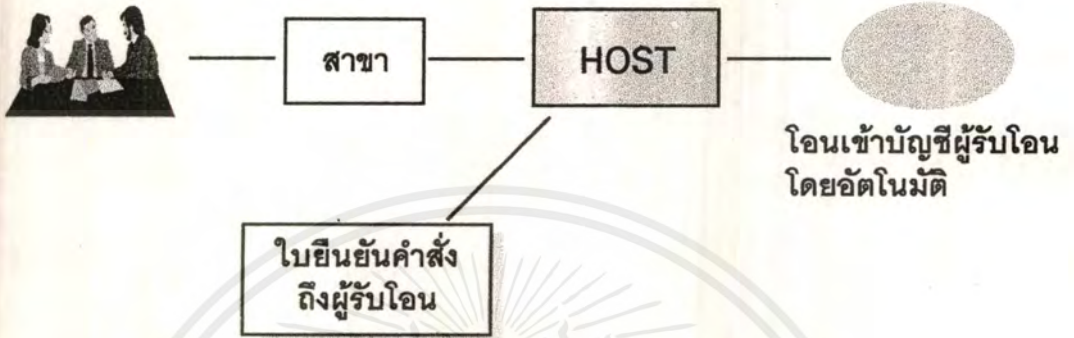 สาขา
HOST
โอนเข้าบัญชีผู้รับโอน
โดยอัตโนมัติ
ใบยืนยันคำสั่ง
ถึงผู้รับโอน